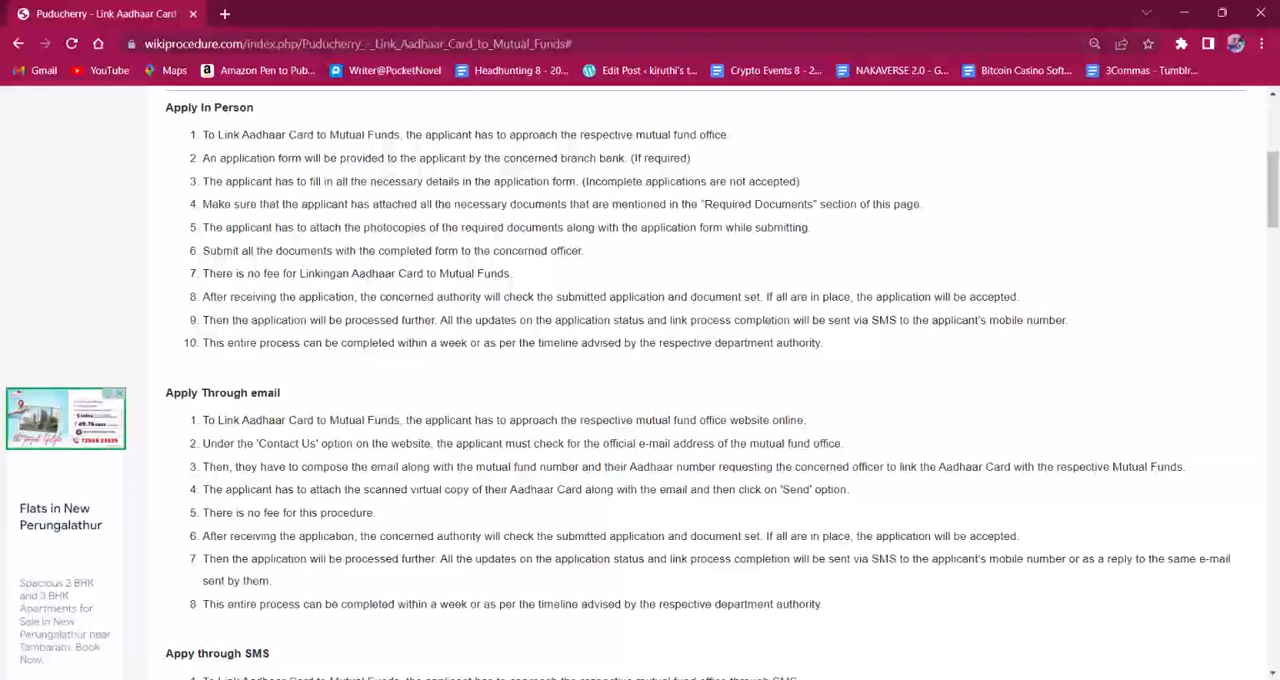 Puducherry - Link Aadhaar Card
wikiprocedure.com/index.php/Puducherry_-_Link_Aadhaar_Card_to_Mutual_Funds#
Gmail YouTube Maps Amazon Pen to Pub... Writer@PocketNovel Headhunting 8 - 20... Edit Post ‹ kiruthi's t... Crypto Events 8 - 2... NAKAVERSE 2.0 - G... Bitcoin Casino Soft... 3Commas - Tumblr...
Apply In Person
1. To Link Aadhaar Card to Mutual Funds, the applicant has to approach the respective mutual fund office.
2. An application form will be provided to the applicant by the concerned branch bank. (If required)
3. The applicant has to fill in all the necessary details in the application form. (Incomplete applications are not accepted)
4. Make sure that the applicant has attached all the necessary documents that are mentioned in the "Required Documents" section of this page.
5. The applicant has to attach the photocopies of the required documents along with the application form while submitting.
6. Submit all the documents with the completed form to the concerned officer.
7. There is no fee for Linkingan Aadhaar Card to Mutual Funds.
8. After receiving the application, the concerned authority will check the submitted application and document set. If all are in place, the application will be accepted.
9. Then the application will be processed further. All the updates on the application status and link process completion will be sent via SMS to the applicant's mobile number.
10. This entire process can be completed within a week or as per the timeline advised by the respective department authority.
Apply Through email
1. To Link Aadhaar Card to Mutual Funds, the applicant has to approach the respective mutual fund office website online.
2. Under the 'Contact Us' option on the website, the applicant must check for the official e-mail address of the mutual fund office.
3. Then, they have to compose the email along with the mutual fund number and their Aadhaar number requesting the concerned officer to link the Aadhaar Card with the respective Mutual Funds.
4. The applicant has to attach the scanned virtual copy of their Aadhaar Card along with the email and then click on 'Send' option.
5. There is no fee for this procedure.
6. After receiving the application, the concerned authority will check the submitted application and document set. If all are in place, the application will be accepted.
7 Then the application will be processed further. All the updates on the application status and link process completion will be sent via SMS to the applicant's mobile number or as a reply to the same e-mail
sent by them.
8 This entire process can be completed within a week or as per the timeline advised by the respective department authority.
Flats in New
Perungalathur
Spacious 2 BHK
and 3 BHK
Apartments for
Sale in New
Perungalathur near
Tambaram. Book
Now.
Appy through SMS
1. To Link Aadhaar Card to Mutual Funds, the applicant has to approach the respective mutual fund office through SMS.